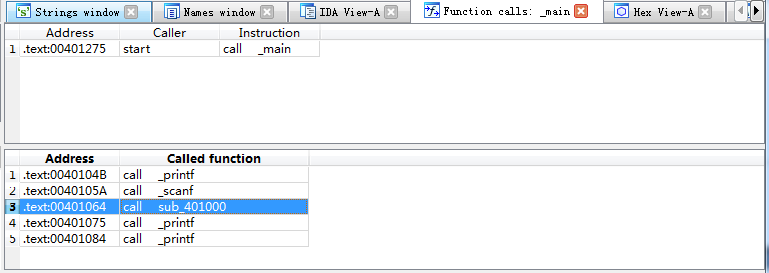 Strings window Names window IDA View-A Function calls: _main Hex View-A
Address Caller Instruction
1 .text:00401275 start call _main
Address Called function
1 .text:0040104B call _printf
2 .text:0040105A call _scanf
3 .text:00401064 call sub_401000
4 .text:00401075 call _printf
5 .text:00401084 call _printf